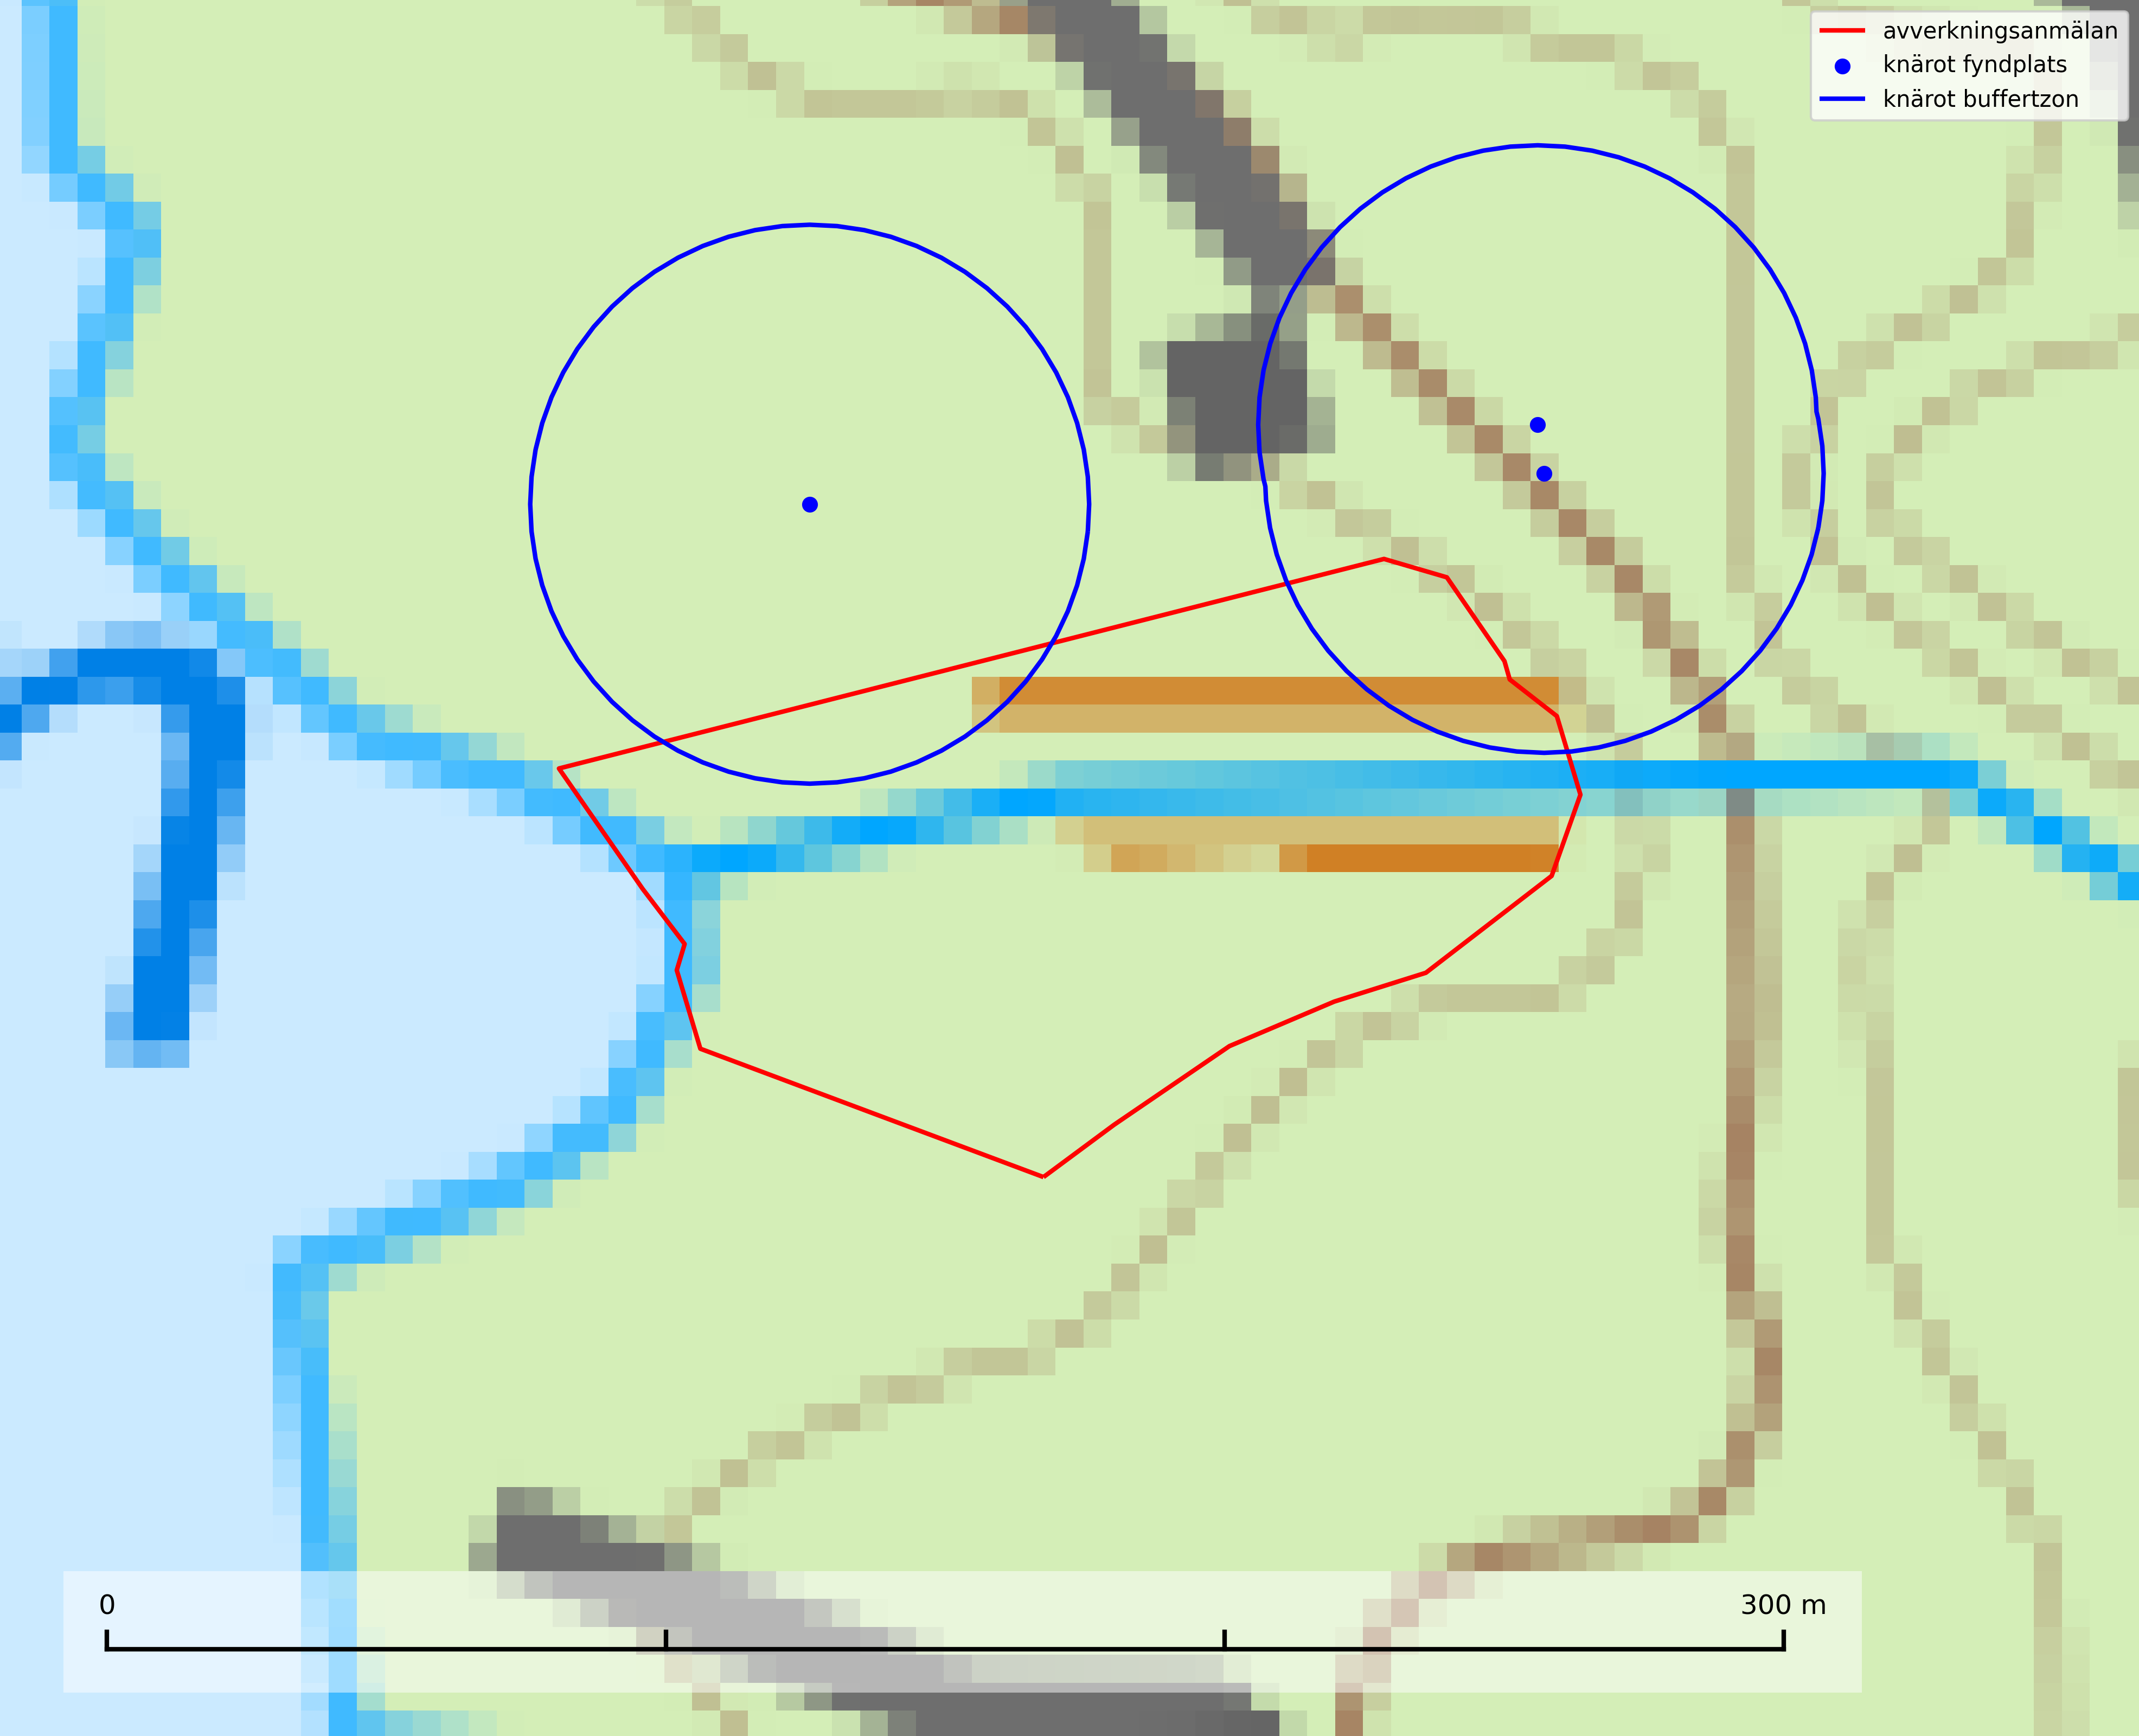 avverkningsanmälan
knärot fyndplats
knärot buffertzon
0
300 m